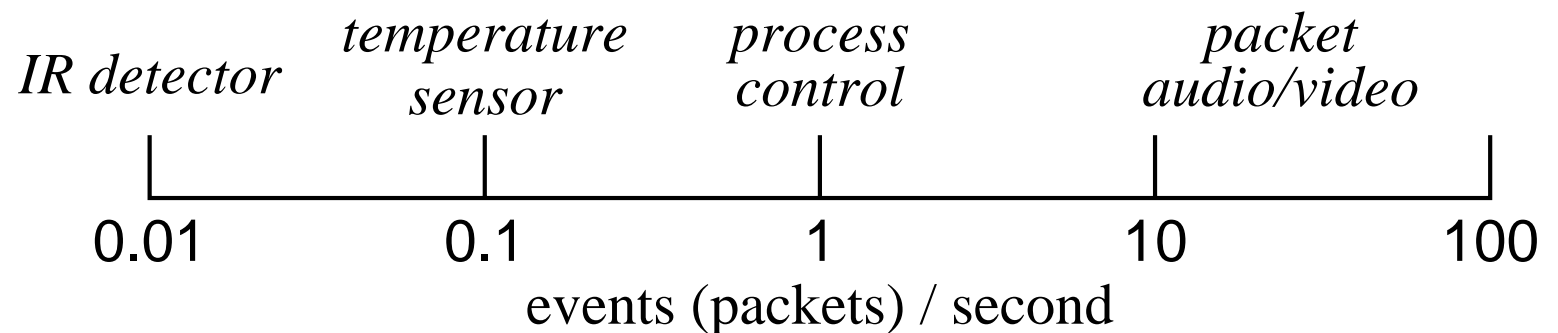 IR detector
temperature
sensor
process
control
packet
audio/video
0.01
0.1
1
10
100
events (packets) / second